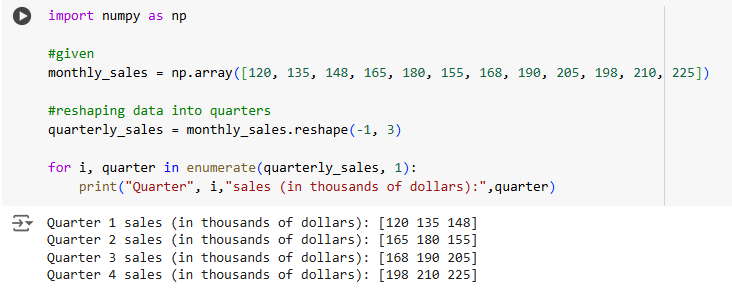 import numpy as np
#given
monthly_sales = np.array([120, 135, 148, 165, 180, 155, 168, 190, 205, 198, 210, 225])
#reshaping data into quarters
quarterly_sales = monthly_sales.reshape(-1, 3)
for i, quarter in enumerate(quarterly_sales, 1):
    print("Quarter", i,"sales (in thousands of dollars):",quarter)
Quarter 1 sales (in thousands of dollars): [120 135 148]
Quarter 2 sales (in thousands of dollars): [165 180 155]
Quarter 3 sales (in thousands of dollars): [168 190 205]
Quarter 4 sales (in thousands of dollars): [198 210 225]